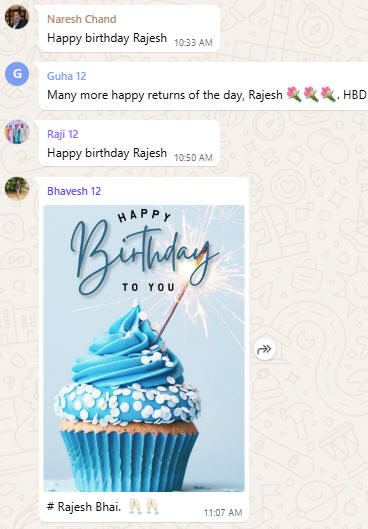 Naresh Chand
Happy birthday Rajesh 10:33 AM
G
Guha 12
Many more happy returns of the day, Rajesh 🌷🌷🌷. HBD
Raji 12
Happy birthday Rajesh 10:50 AM
Bhavesh 12
HAPPY
Birthday
TO YOU
# Rajesh Bhai. 🥂🥂 11:07 AM